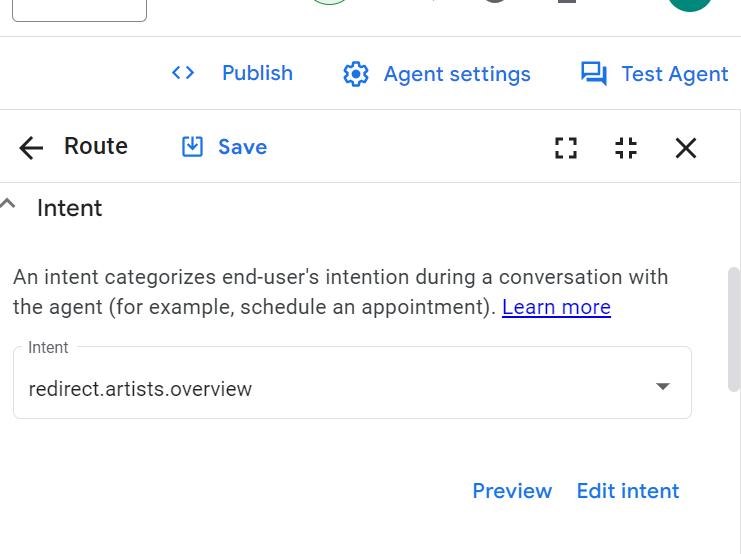 Publish
Agent settings
Test Agent
Route
Save
Intent
An intent categorizes end-user's intention during a conversation with
the agent (for example, schedule an appointment). Learn more
Intent
redirect.artists.overview
Preview
Edit intent